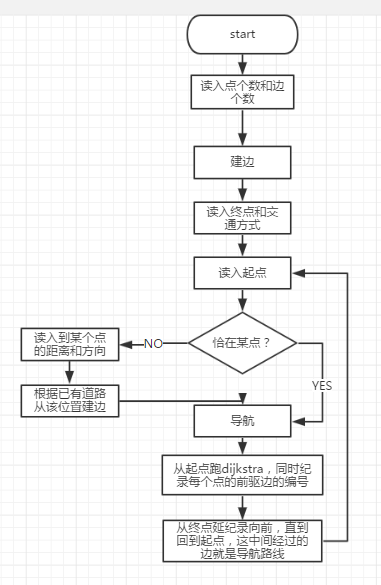 start
读入点个数和边
个数
建边
读入终点和交
通方式
读入起点
恰在某点？
NO
读入到某个点
的距离和方向
YES
根据已有道路
从该位置建边
导航
从起点跑dijkstra，同时纪
录每个点的前驱边的编号
从终点延纪录向前，直到
回到起点，这中间经过的
边就是导航路线